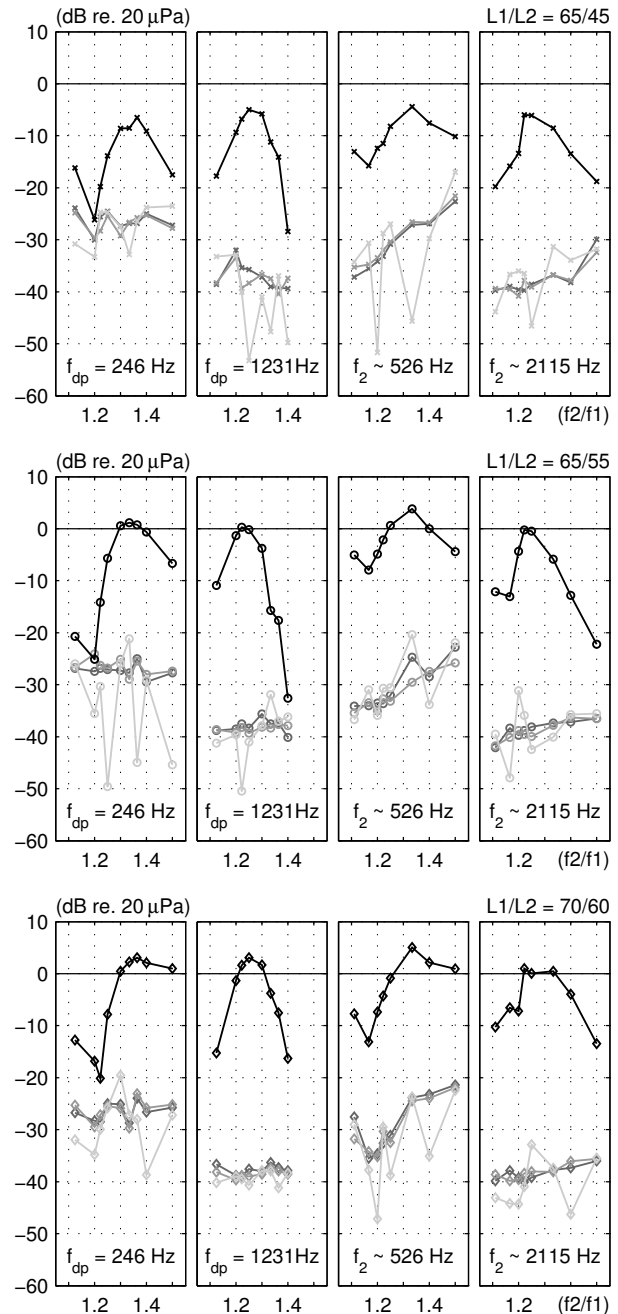 (dB re. 20 μPa) L1/L2 = 65/45
10
0
−10
−20
−30
−40
−50
−60
f_dp = 246 Hz f_dp = 1231Hz f_2 ~ 526 Hz f_2 ~ 2115 Hz
1.2 1.4 1.2 1.4 1.2 1.4 1.2 (f2/f1)
(dB re. 20 μPa) L1/L2 = 65/55
10
0
−10
−20
−30
−40
−50
−60
f_dp = 246 Hz f_dp = 1231Hz f_2 ~ 526 Hz f_2 ~ 2115 Hz
1.2 1.4 1.2 1.4 1.2 1.4 1.2 (f2/f1)
(dB re. 20 μPa) L1/L2 = 70/60
10
0
−10
−20
−30
−40
−50
−60
f_dp = 246 Hz f_dp = 1231Hz f_2 ~ 526 Hz f_2 ~ 2115 Hz
1.2 1.4 1.2 1.4 1.2 1.4 1.2 (f2/f1)